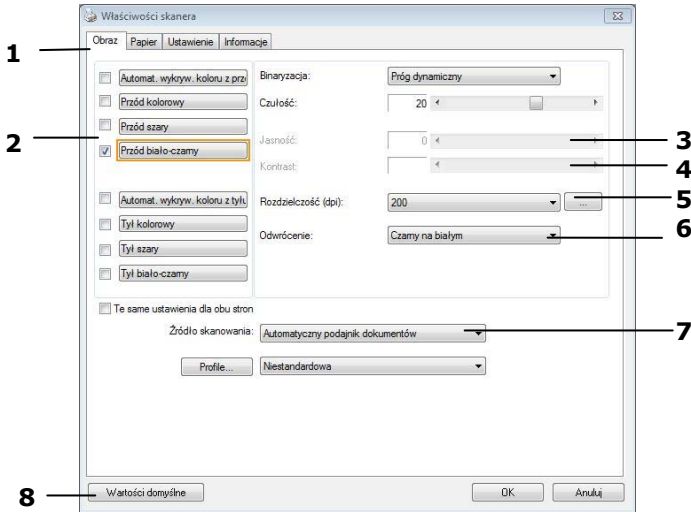 Właściwości skanera
1
Obraz Papier Ustawienie Informacje
Automat. wykryw. koloru z prze
Binaryzacja: Próg dynamiczny
Przód kolorowy
Czułość: 20
2
Przód szary
Jasność: 0
3
Przód biało-czarny
Kontrast:
4
Automat. wykryw. koloru z tyłu
Rozdzielczość (dpi): 200 ...
5
Tył kolorowy
Odwrócenie: Czarny na białym
6
Tył szary
Tył biało-czarny
Te same ustawienia dla obu stron
Źródło skanowania: Automatyczny podajnik dokumentów
7
Profile... Niestandardowa
8
Wartości domyślne OK Anuluj